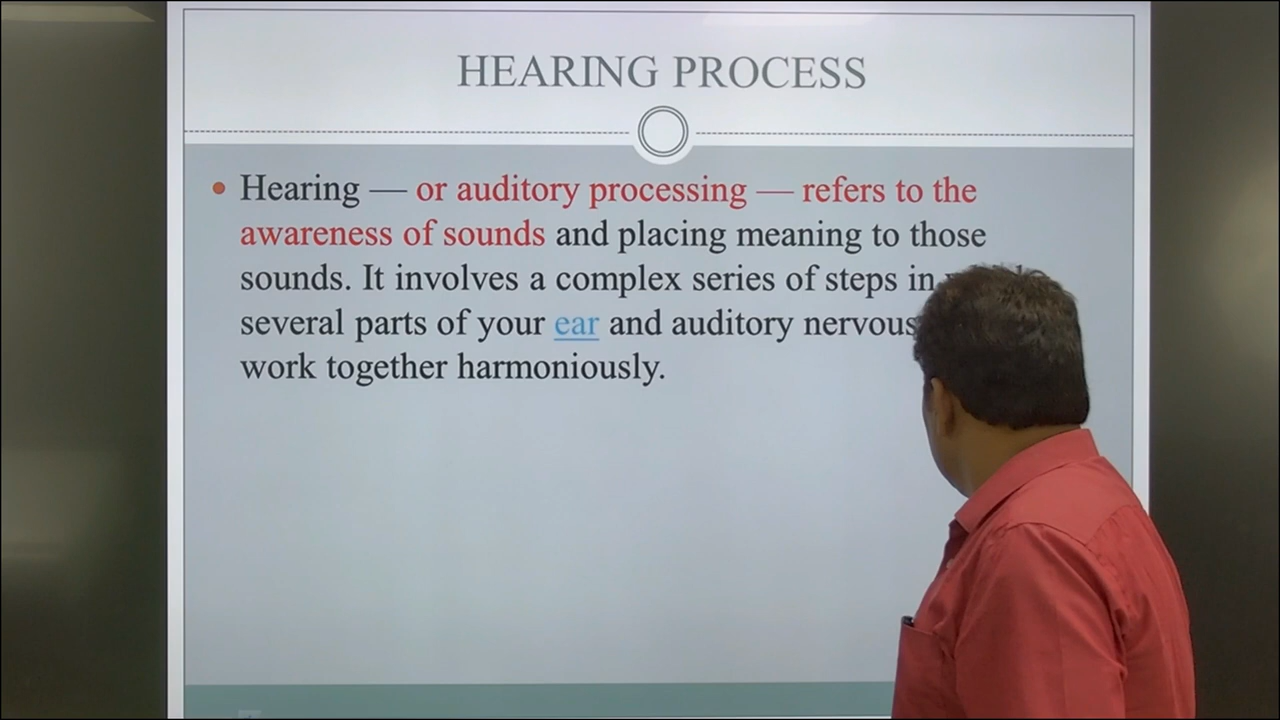 HEARING PROCESS
• Hearing — or auditory processing — refers to the
awareness of sounds and placing meaning to those
sounds. It involves a complex series of steps in
several parts of your ear and auditory nervous
work together harmoniously.